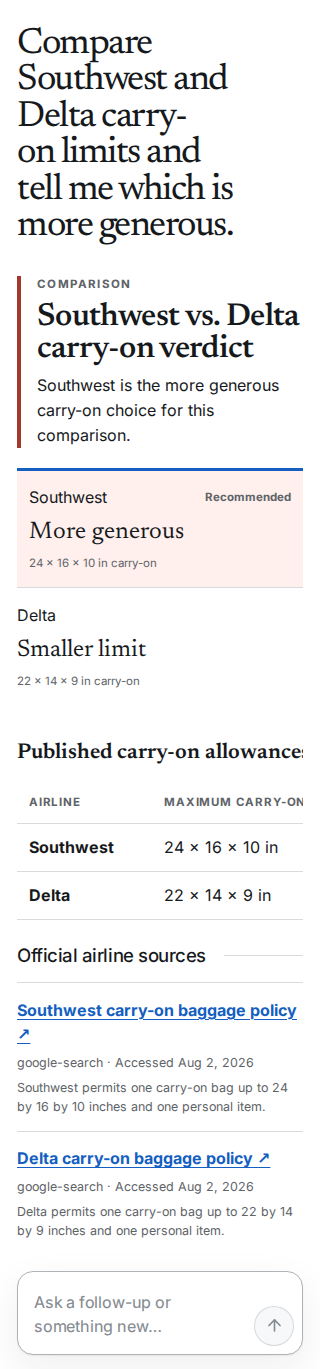 Compare
Southwest and
Delta carry-
on limits and
tell me which is
more generous.
COMPARISON
Southwest vs. Delta
carry-on verdict
Southwest is the more generous
carry-on choice for this
comparison.
Southwest
Recommended
More generous
24 × 16 × 10 in carry-on
Delta
Smaller limit
22 × 14 × 9 in carry-on
Published carry-on allowances
AIRLINE MAXIMUM CARRY-ON
Southwest 24 × 16 × 10 in
Delta 22 × 14 × 9 in
Official airline sources
Southwest carry-on baggage policy
↗
google-search · Accessed Aug 2, 2026
Southwest permits one carry-on bag up to 24
by 16 by 10 inches and one personal item.
Delta carry-on baggage policy ↗
google-search · Accessed Aug 2, 2026
Delta permits one carry-on bag up to 22 by 14
by 9 inches and one personal item.
Ask a follow-up or
something new...